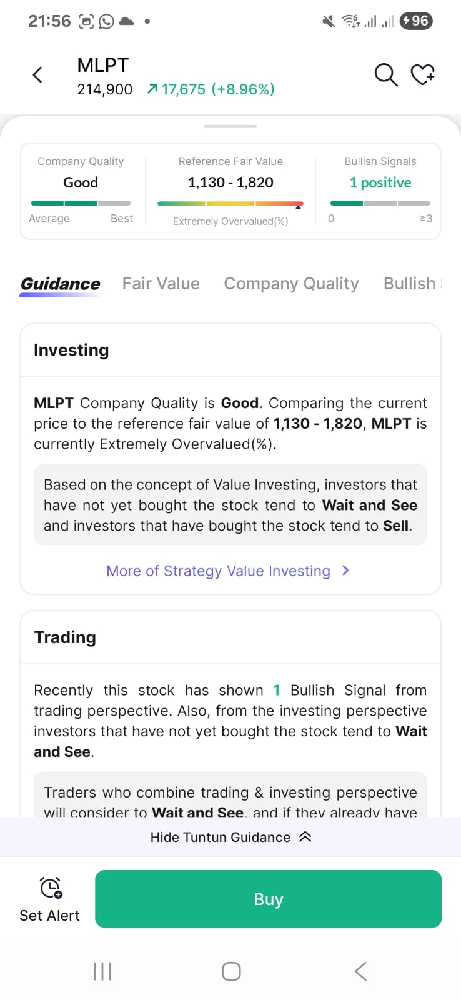 21:56
96
MLPT
214,900 17,675 (+8.96%)
Company Quality
Good
Average Best
Reference Fair Value
1,130 - 1,820
Extremely Overvalued(%)
Bullish Signals
1 positive
0 ≥3
Guidance Fair Value Company Quality Bullish
Investing
MLPT Company Quality is Good. Comparing the current
price to the reference fair value of 1,130 - 1,820, MLPT is
currently Extremely Overvalued(%).
Based on the concept of Value Investing, investors that
have not yet bought the stock tend to Wait and See
and investors that have bought the stock tend to Sell.
More of Strategy Value Investing
Trading
Recently this stock has shown 1 Bullish Signal from
trading perspective. Also, from the investing perspective
investors that have not yet bought the stock tend to Wait
and See.
Traders who combine trading & investing perspective
will consider to Wait and See, and if they already have
Hide Tuntun Guidance
Set Alert
Buy